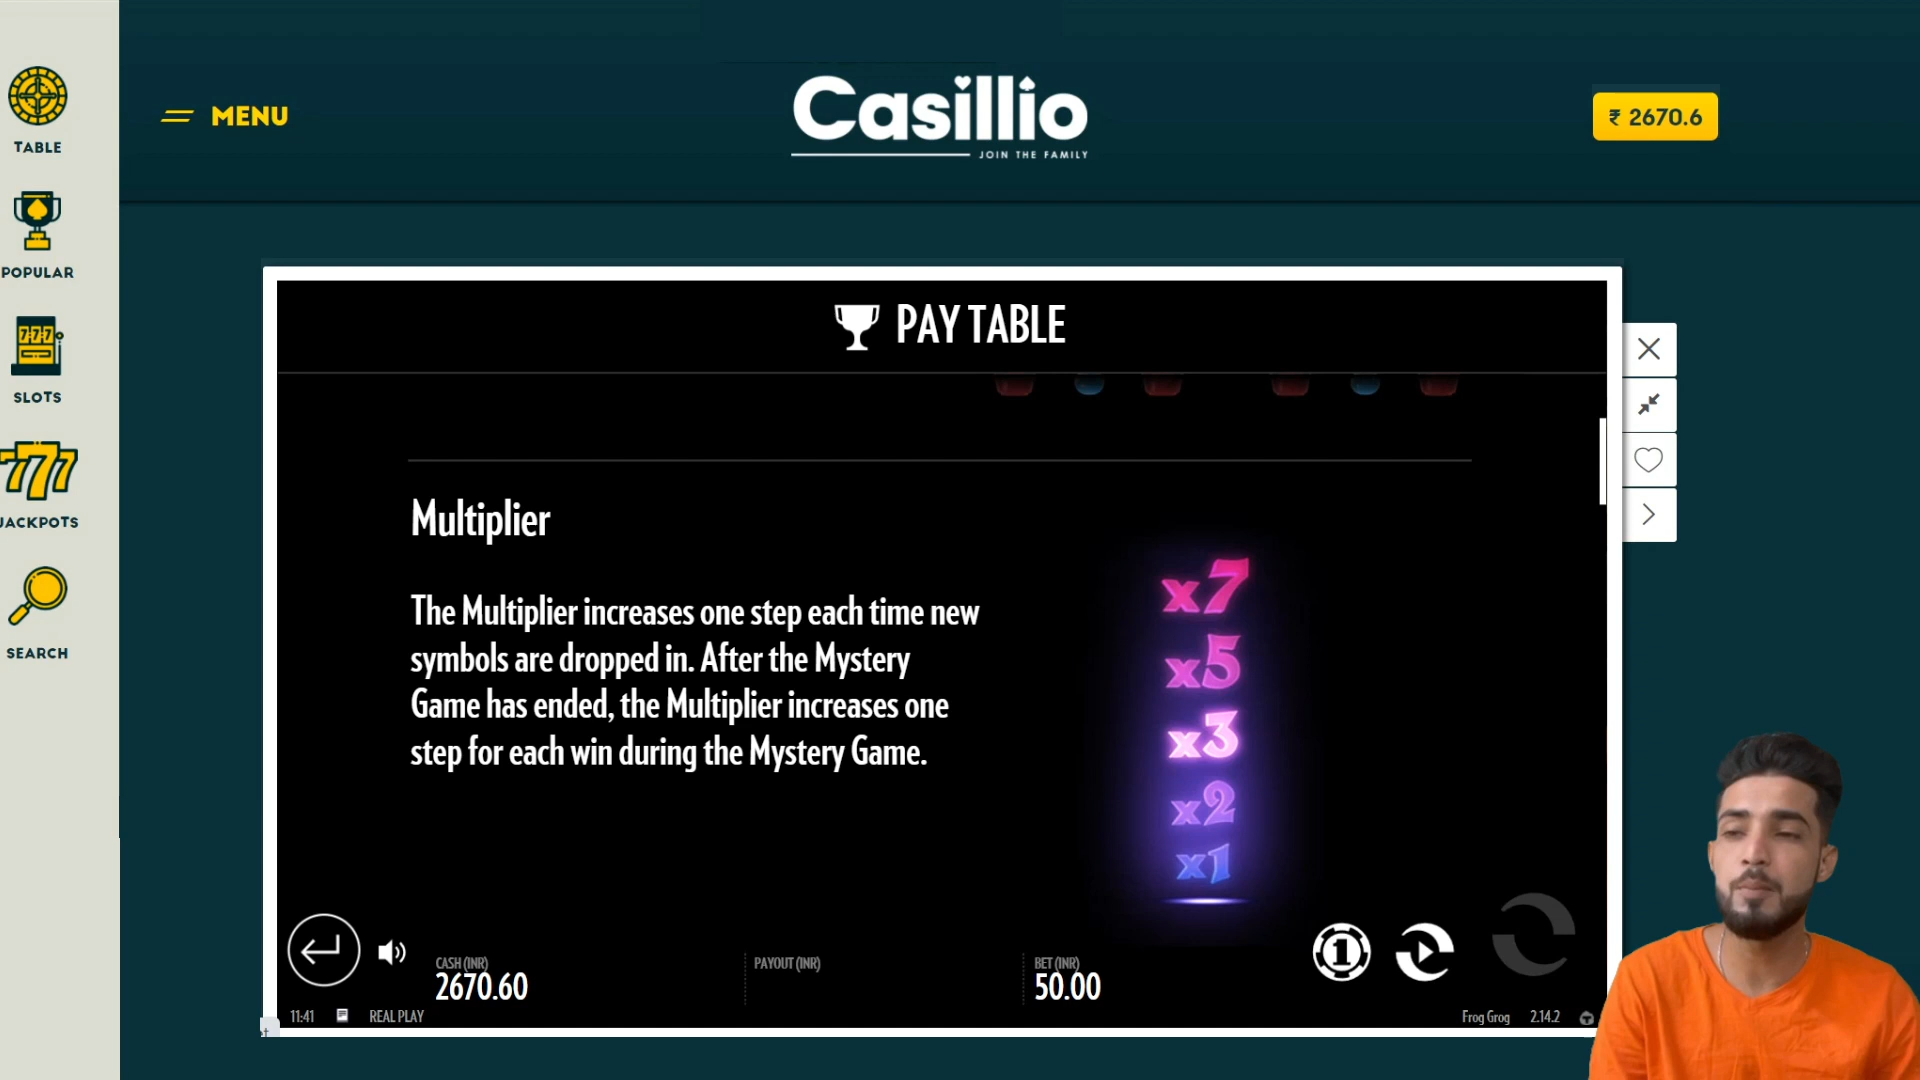 TABLE
POPULAR
SLOTS
777
JACKPOTS
SEARCH
MENU
Casillio
JOIN THE FAMILY
₹ 2670.6
PAY TABLE
Multiplier
The Multiplier increases one step each time new
symbols are dropped in. After the Mystery
Game has ended, the Multiplier increases one
step for each win during the Mystery Game.
x7
x5
x3
x2
x1
CASH (INR)
2670.60
PAYOUT (INR)
BET (INR)
50.00
1
11:41
REAL PLAY
Frog Grog
2.14.2